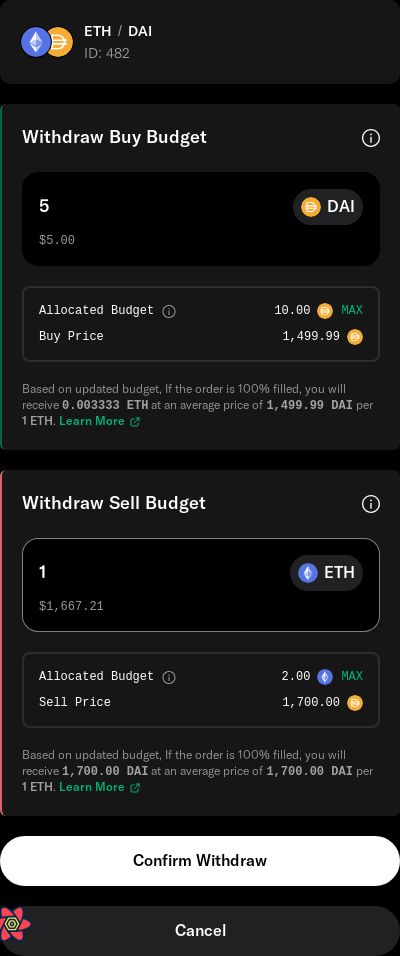 ETH / DAI
ID: 482
Withdraw Buy Budget
5 DAI
$5.00
Allocated Budget 10.00 MAX
Buy Price 1,499.99
Based on updated budget, If the order is 100% filled, you will
receive 0.003333 ETH at an average price of 1,499.99 DAI per
1 ETH. Learn More
Withdraw Sell Budget
1 ETH
$1,667.21
Allocated Budget 2.00 MAX
Sell Price 1,700.00
Based on updated budget, If the order is 100% filled, you will
receive 1,700.00 DAI at an average price of 1,700.00 DAI per
1 ETH. Learn More
Confirm Withdraw
Cancel